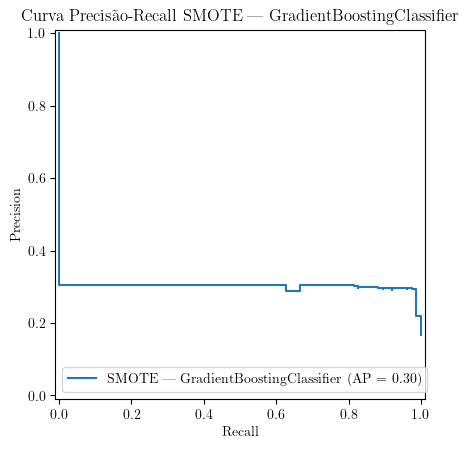 Curva Precisão-Recall SMOTE — GradientBoostingClassifier
1.0
0.8
0.6
0.4
0.2
0.0
Precision
SMOTE — GradientBoostingClassifier (AP = 0.30)
0.0 0.2 0.4 0.6 0.8 1.0
Recall